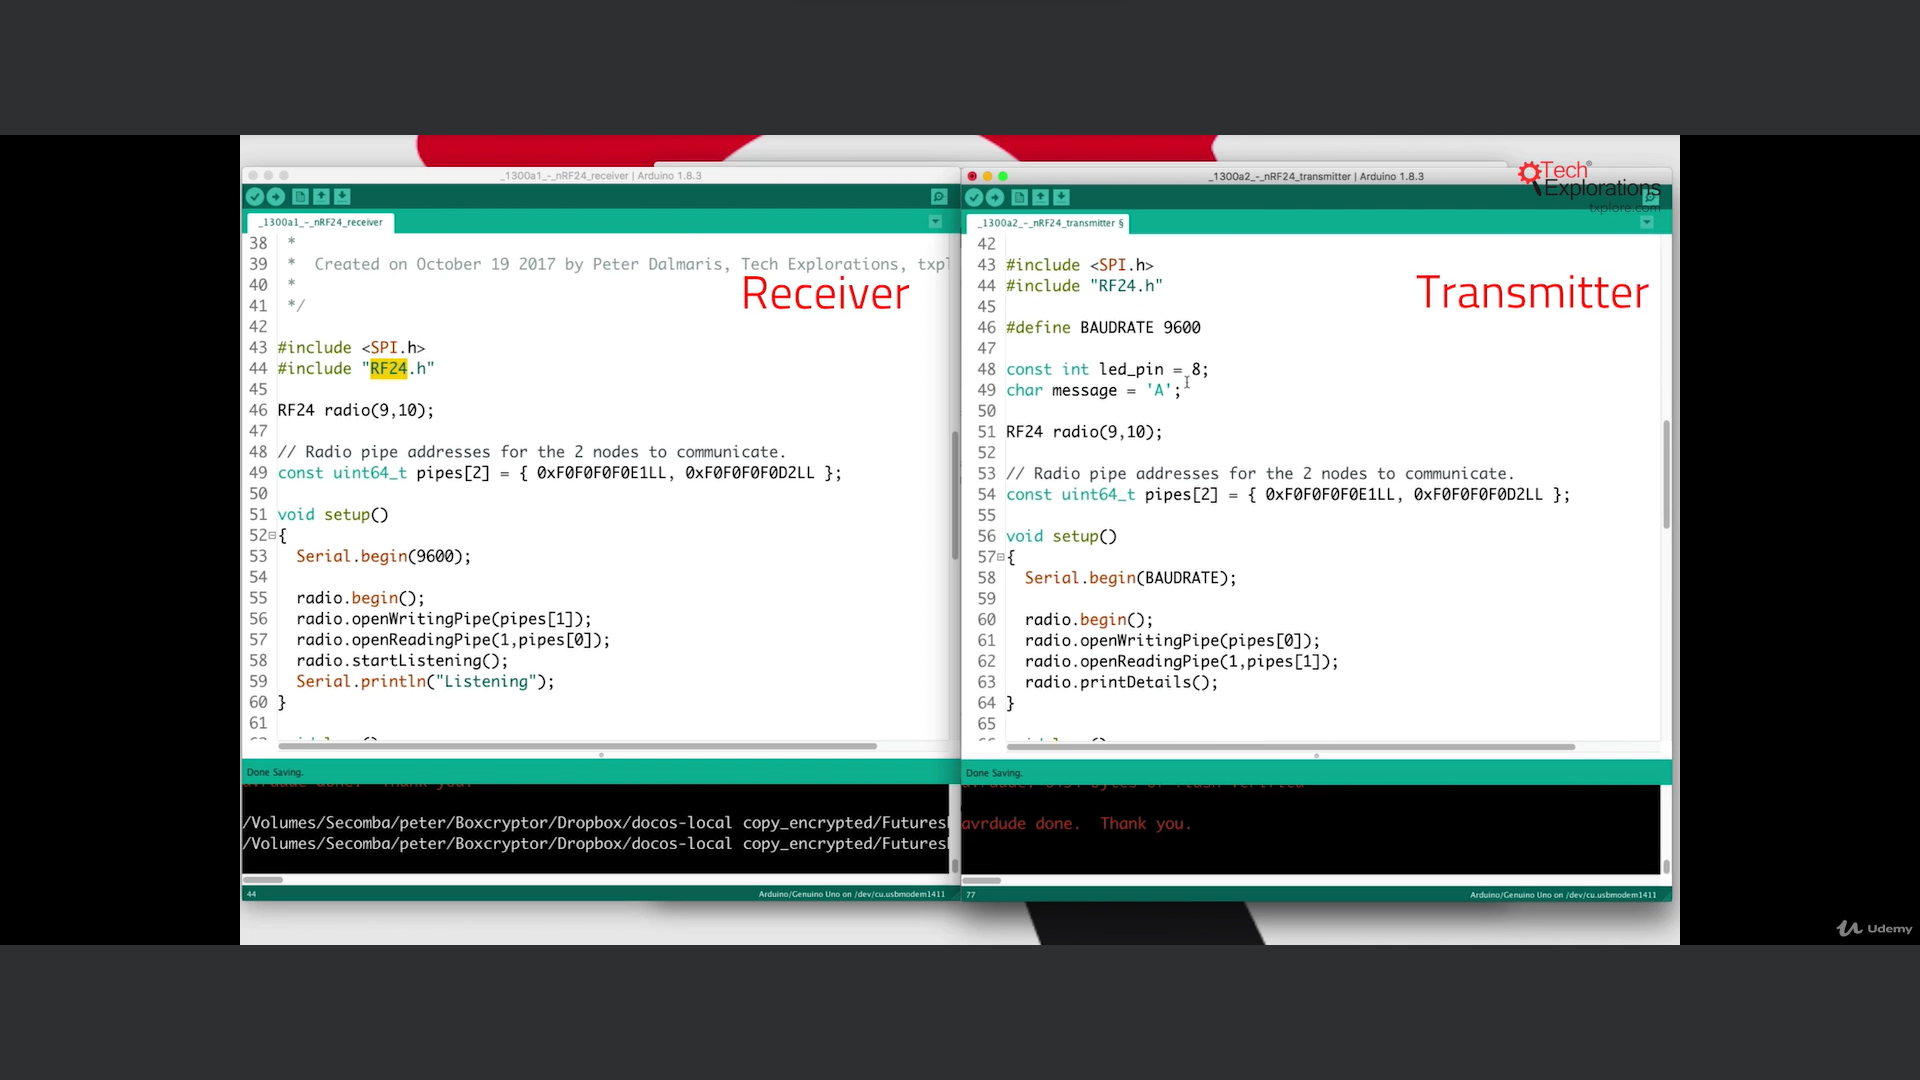 _1300a1_-_nRF24_receiver | Arduino 1.8.3
_1300a1_-_nRF24_receiver
38 *
39 * Created on October 19 2017 by Peter Dalmaris, Tech Explorations, txpl
40 *
41 */
42
43 #include <SPI.h>
44 #include "RF24.h"
45
46 RF24 radio(9,10);
47
48 // Radio pipe addresses for the 2 nodes to communicate.
49 const uint64_t pipes[2] = { 0xF0F0F0F0E1LL, 0xF0F0F0F0D2LL };
50
51 void setup()
52 {
53 Serial.begin(9600);
54
55 radio.begin();
56 radio.openWritingPipe(pipes[1]);
57 radio.openReadingPipe(1,pipes[0]);
58 radio.startListening();
59 Serial.println("Listening");
60 }
61
Receiver
Done Saving.
avrdude done. Thank you.
/Volumes/Secomba/peter/Boxcryptor/Dropbox/docos-local copy_encrypted/Futures
/Volumes/Secomba/peter/Boxcryptor/Dropbox/docos-local copy_encrypted/Futures
44
Arduino/Genuino Uno on /dev/cu.usbmodem1411
_1300a2_-_nRF24_transmitter | Arduino 1.8.3
Tech
Explorations
txplore.com
_1300a2_-_nRF24_transmitter §
42
43 #include <SPI.h>
44 #include "RF24.h"
45
46 #define BAUDRATE 9600
47
48 const int led_pin = 8;
49 char message = 'A';
50
51 RF24 radio(9,10);
52
53 // Radio pipe addresses for the 2 nodes to communicate.
54 const uint64_t pipes[2] = { 0xF0F0F0F0E1LL, 0xF0F0F0F0D2LL };
55
56 void setup()
57 {
58 Serial.begin(BAUDRATE);
59
60 radio.begin();
61 radio.openWritingPipe(pipes[0]);
62 radio.openReadingPipe(1,pipes[1]);
63 radio.printDetails();
64 }
65
Transmitter
Done Saving.
avrdude done. Thank you.
77
Arduino/Genuino Uno on /dev/cu.usbmodem1411
Udemy